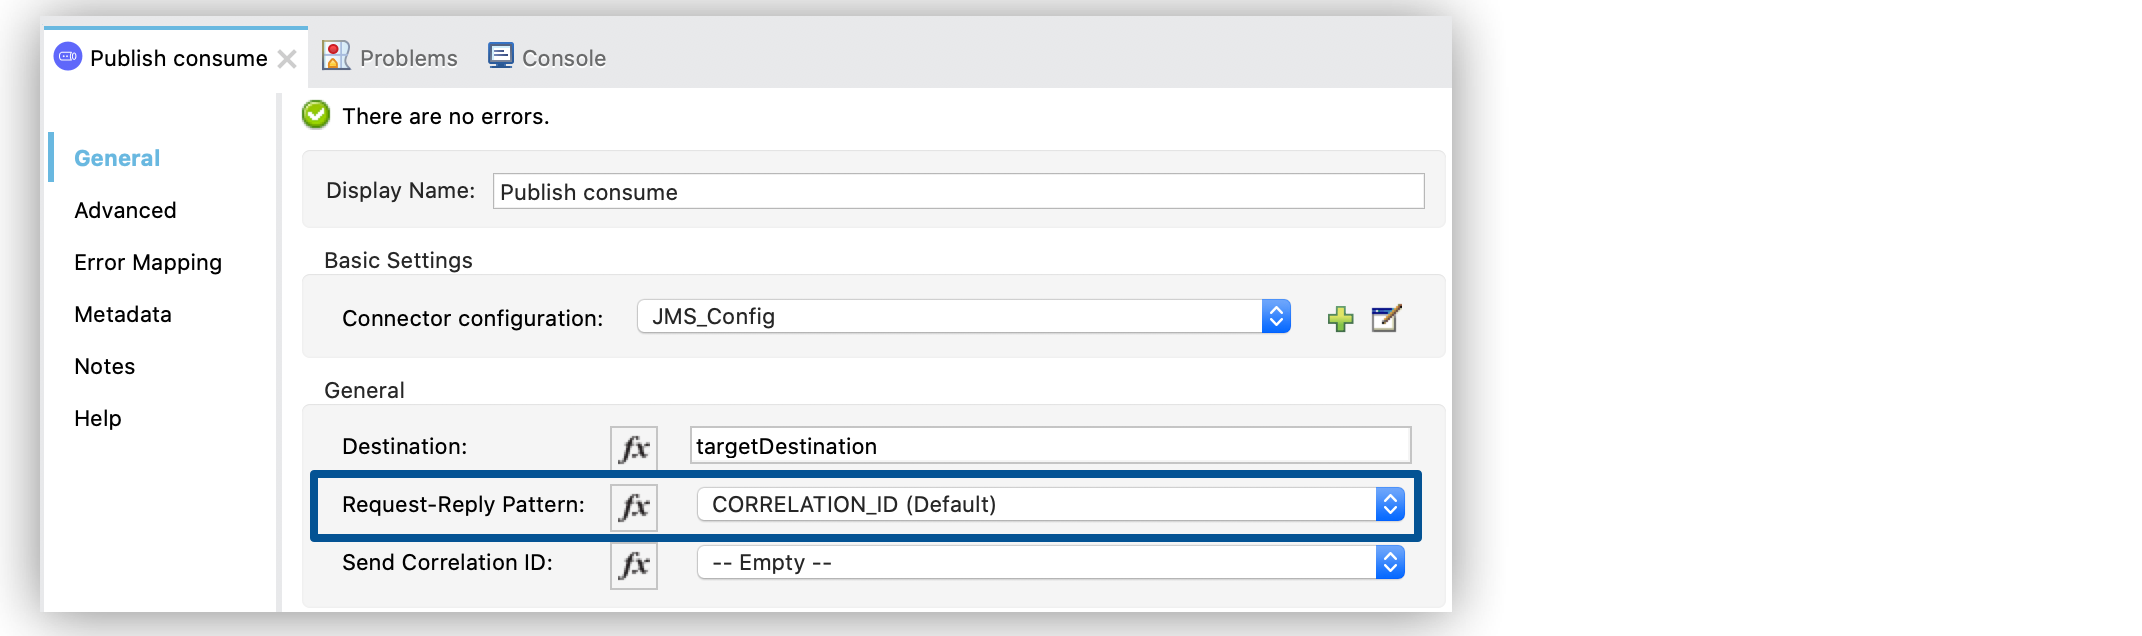 Publish consume
Problems
Console
There are no errors.
General
Advanced
Error Mapping
Metadata
Notes
Help
Display Name: Publish consume
Basic Settings
Connector configuration: JMS_Config
General
Destination: fx targetDestination
Request-Reply Pattern: fx CORRELATION_ID (Default)
Send Correlation ID: fx -- Empty --